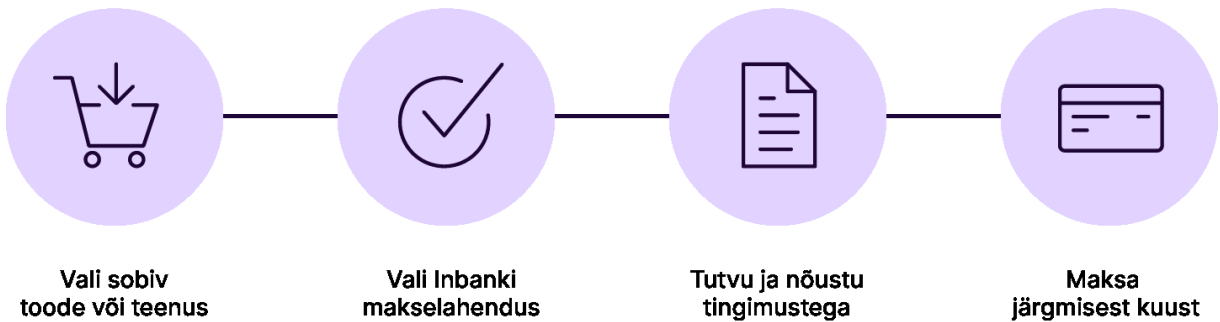 Vali sobiv
toode või teenus
Vali Inbanki
makselahendus
Tutvu ja nõustu
tingimustega
Maksa
järgmisest kuust